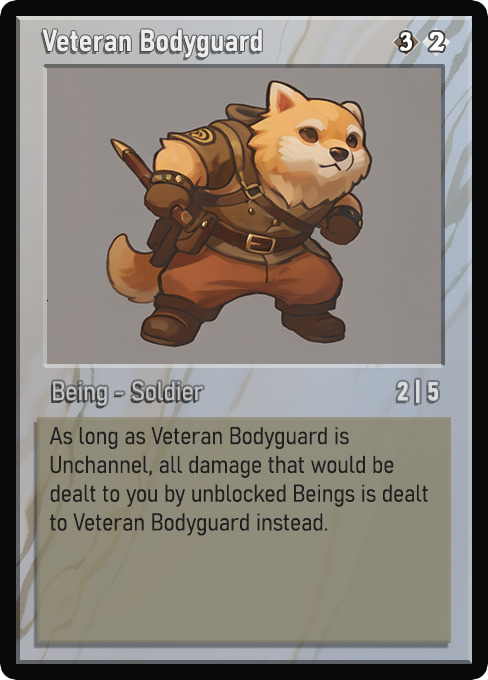 Veteran Bodyguard 3 2
Being - Soldier 2|5
As long as Veteran Bodyguard is
Unchannel, all damage that would be
dealt to you by unblocked Beings is dealt
to Veteran Bodyguard instead.